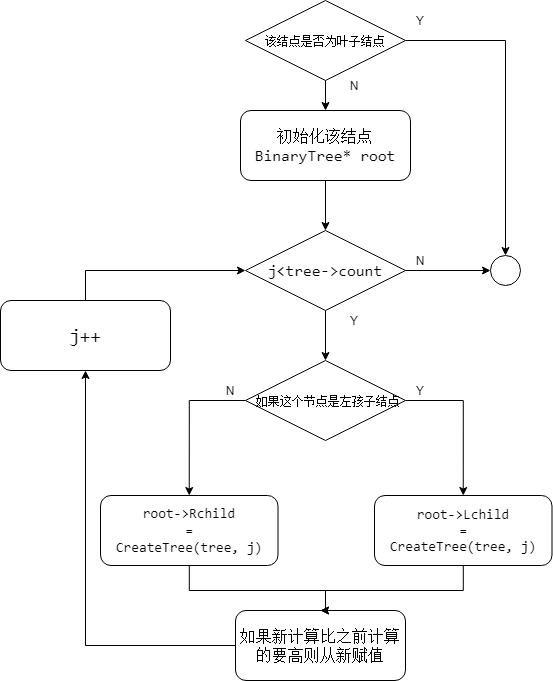 该结点是否为叶子结点
Y
N
初始化该结点
BinaryTree* root
j<tree->count
N
Y
j++
如果这个节点是左孩子结点
N
Y
root->Rchild
=
CreateTree(tree, j)
root->Lchild
=
CreateTree(tree, j)
如果新计算比之前计算
的要高则从新赋值